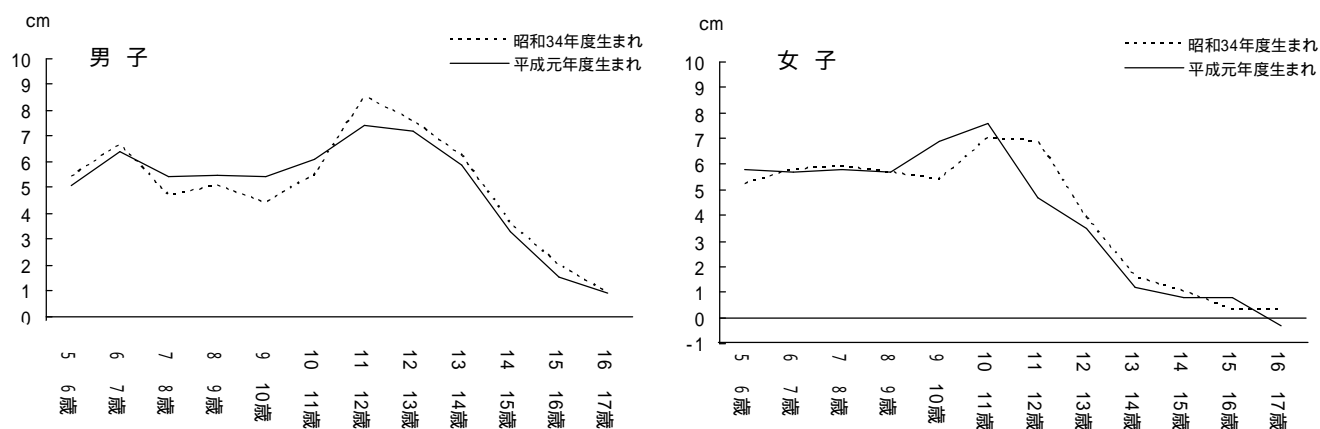 cm
男 子
昭和34年度生まれ
平成元年度生まれ
10
9
8
7
6
5
4
3
2
1
0
5 6歳
6 7歳
7 8歳
8 9歳
9 10歳
10 11歳
11 12歳
12 13歳
13 14歳
14 15歳
15 16歳
16 17歳
cm
女 子
昭和34年度生まれ
平成元年度生まれ
10
9
8
7
6
5
4
3
2
1
0
-1
5 6歳
6 7歳
7 8歳
8 9歳
9 10歳
10 11歳
11 12歳
12 13歳
13 14歳
14 15歳
15 16歳
16 17歳